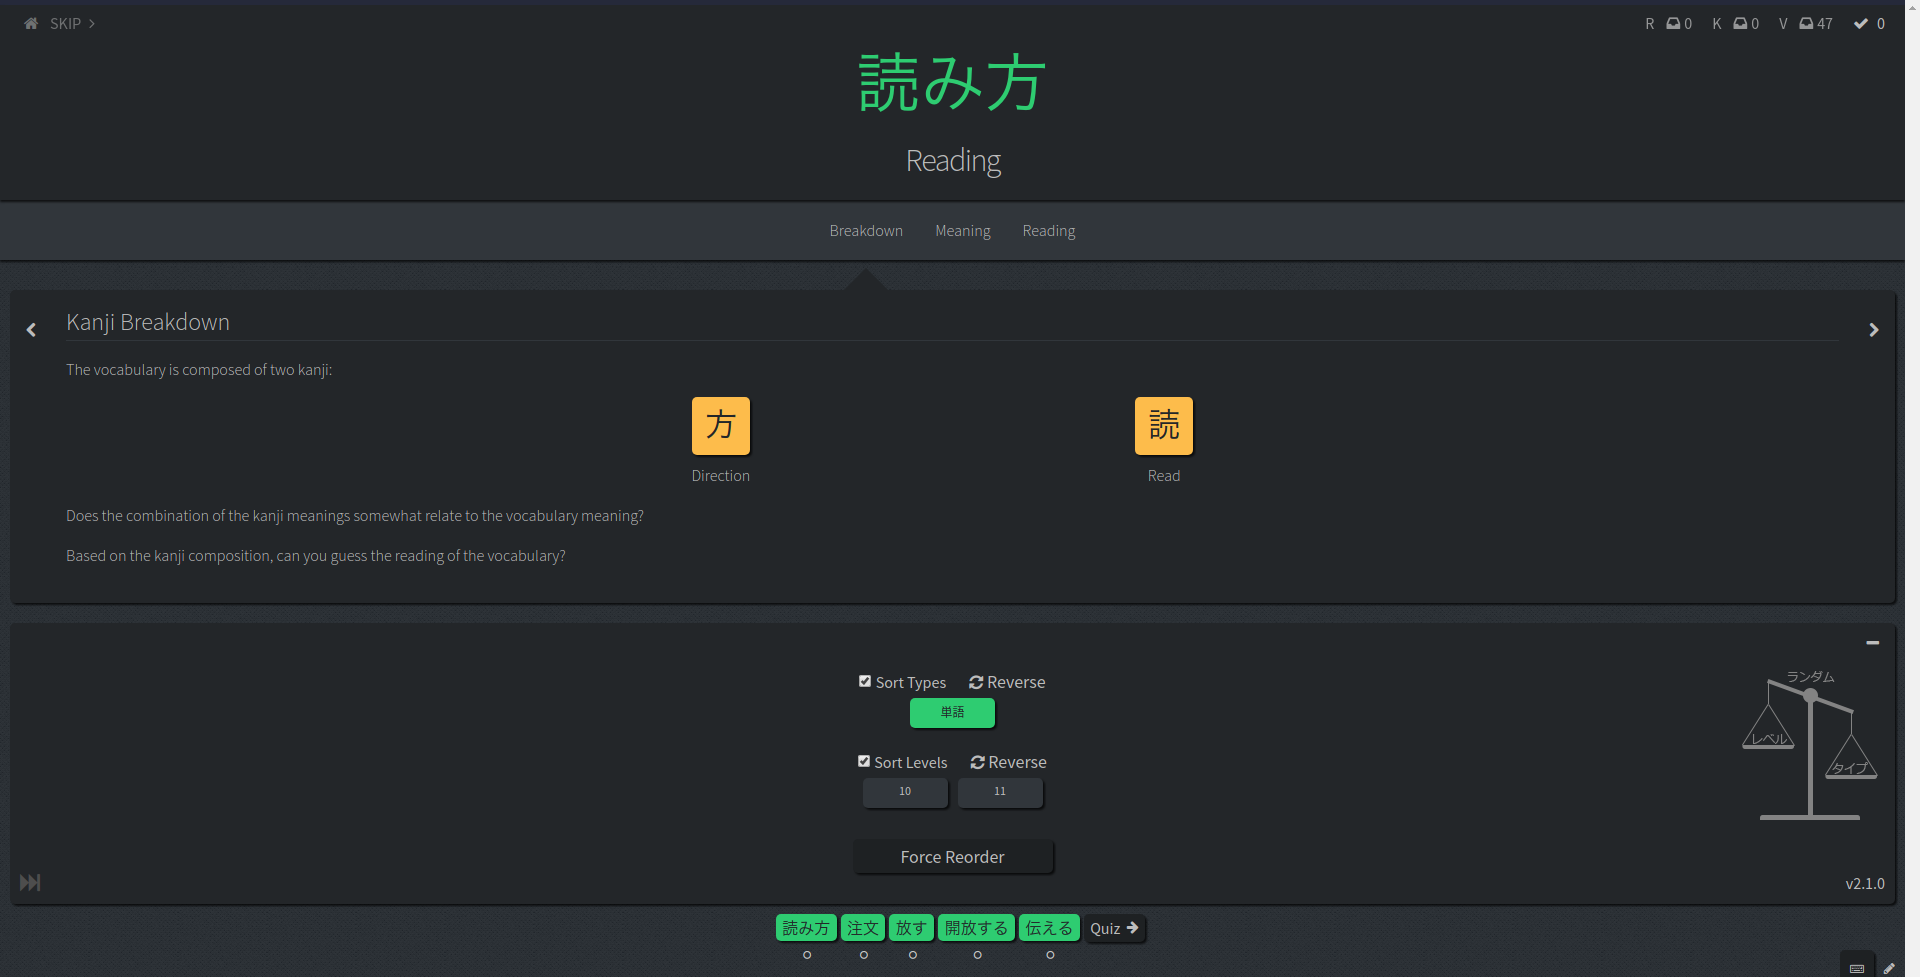 SKIP
R 0 K 0 V 47 0
読み方
Reading
Breakdown Meaning Reading
Kanji Breakdown
The vocabulary is composed of two kanji:
方 読
Direction Read
Does the combination of the kanji meanings somewhat relate to the vocabulary meaning?
Based on the kanji composition, can you guess the reading of the vocabulary?
Sort Types Reverse
単語
Sort Levels Reverse
10 11
Force Reorder
ランダム
レベル
タイプ
v2.1.0
読み方 注文 放す 開放する 伝える Quiz